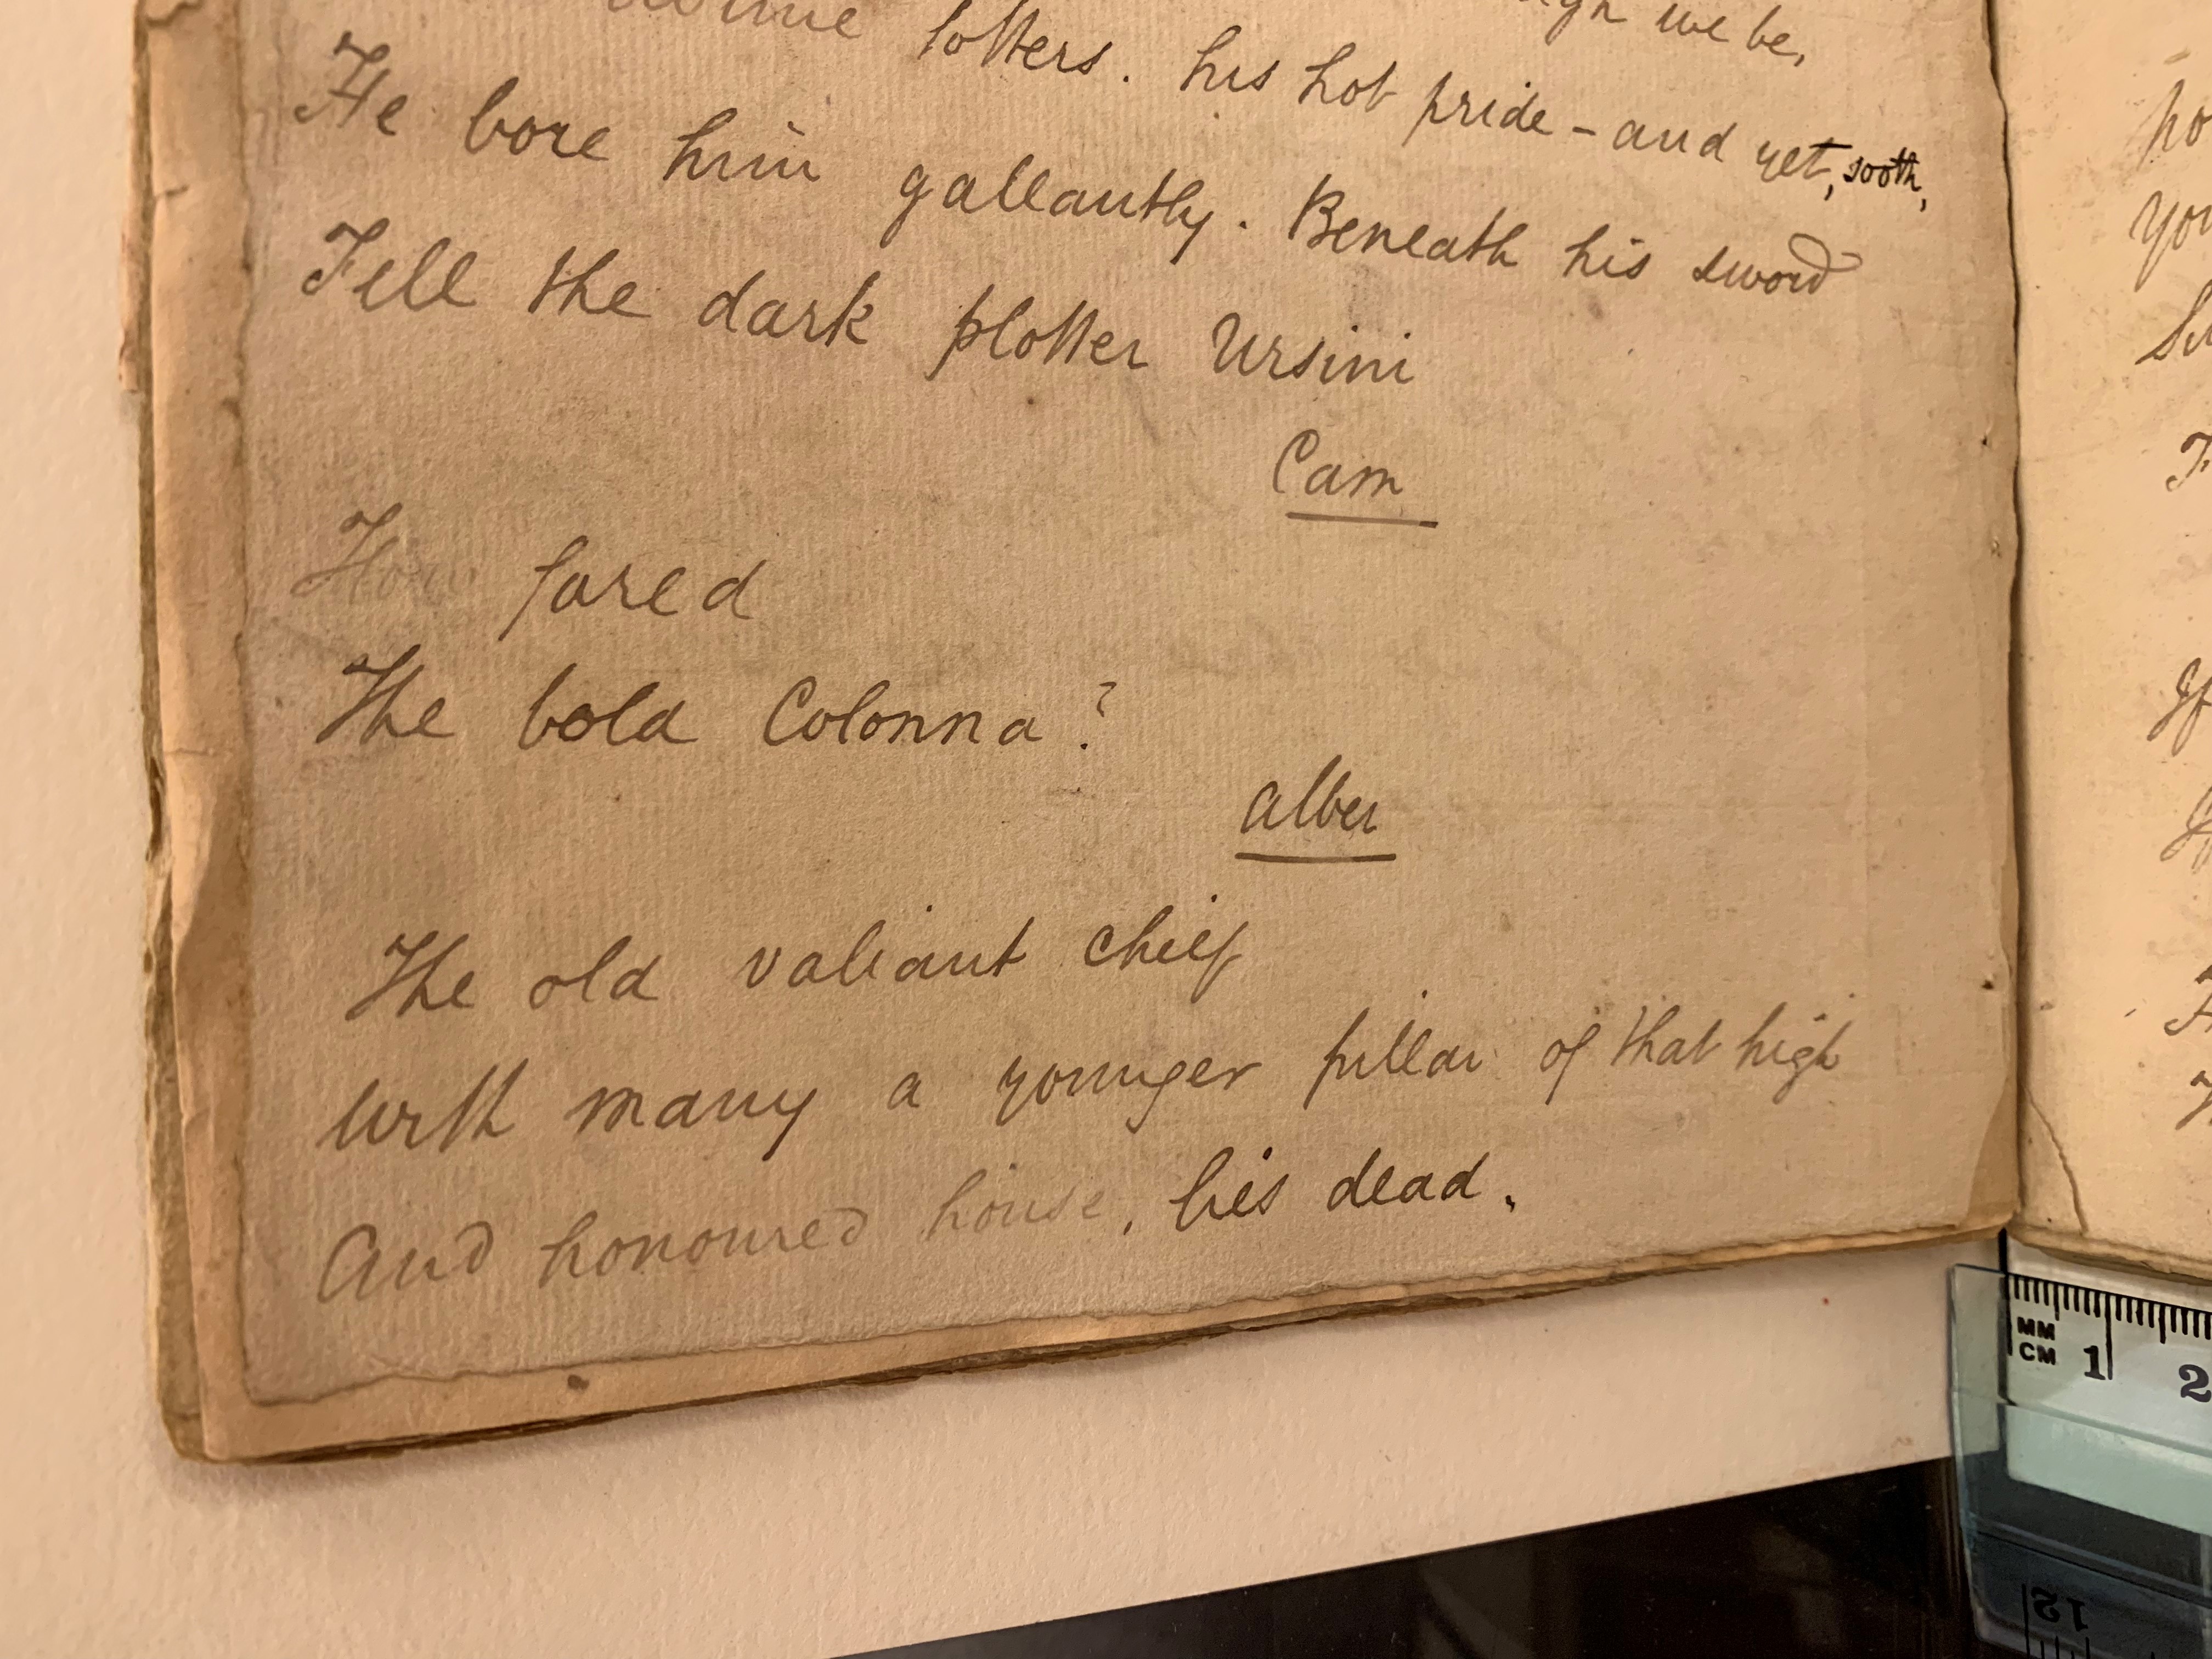 we be,
totters. his hot pride - and yet, sooth,
He bore him gallantly. Beneath his sword
Fell the dark plotter Ursini
Cam
How fared
The bold Colonna?
Alber
The old valiant chief
With many a younger pillar of that high
And honoured house, lies dead.
MM
CM 1 2
12